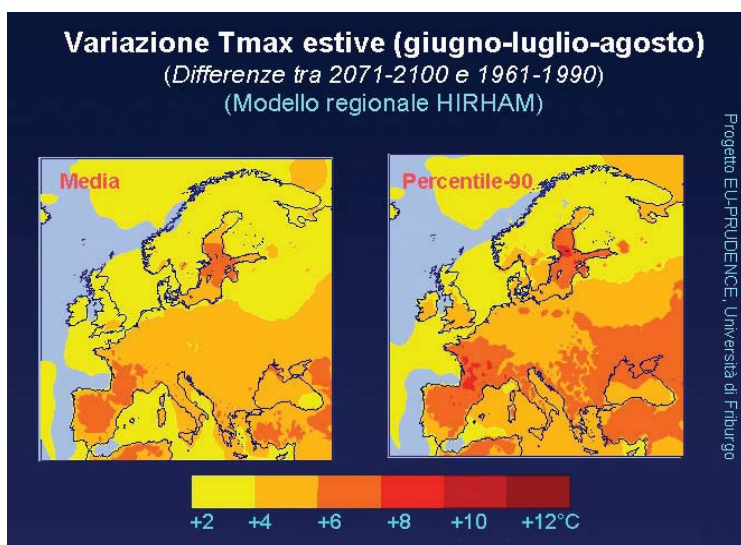 Variazione Tmax estive (giugno-luglio-agosto)
(Differenze tra 2071-2100 e 1961-1990)
(Modello regionale HIRHAM)
Media
Percentile-90
Progetto EU-PRUDENCE, Università di Friburgo
+2 +4 +6 +8 +10 +12°C